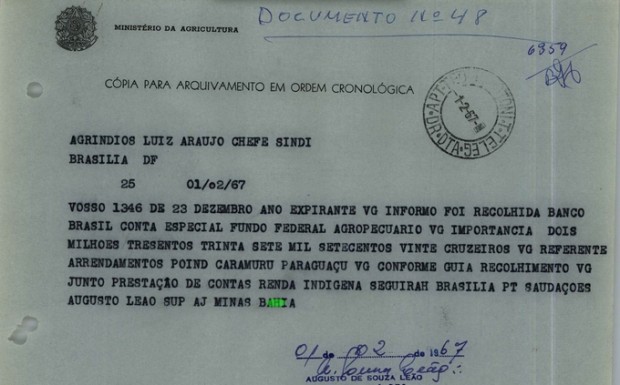 MINISTÉRIO DA AGRICULTURA
DOCUMENTO Nº 48
6959
CÓPIA PARA ARQUIVAMENTO EM ORDEM CRONOLÓGICA
1-2-67
AGRINDIOS LUIZ ARAUJO CHEFE SINDI
BRASILIA DF
25 01/02/67
VOSSO 1346 DE 23 DEZEMBRO ANO EXPIRANTE VG INFORMO FOI RECOLHIDA BANCO
BRASIL CONTA ESPECIAL FUNDO FEDERAL AGROPECUARIO VG IMPORTANCIA DOIS
MILHOES TRESENTOS TRINTA SETE MIL SETECENTOS VINTE CRUZEIROS VG REFERENTE
ARRENDAMENTOS POIND CARAMURU PARAGUAÇU VG CONFORME GUIA RECOLHIMENTO VG
JUNTO PRESTAÇÃO DE CONTAS RENDA INDIGENA SEGUIRAH BRASILIA PT SAUDAÇOES
AUGUSTO LEAO SUP AJ MINAS BAHIA
01 de 02 de 1967
AUGUSTO DE SOUZA LEÃO